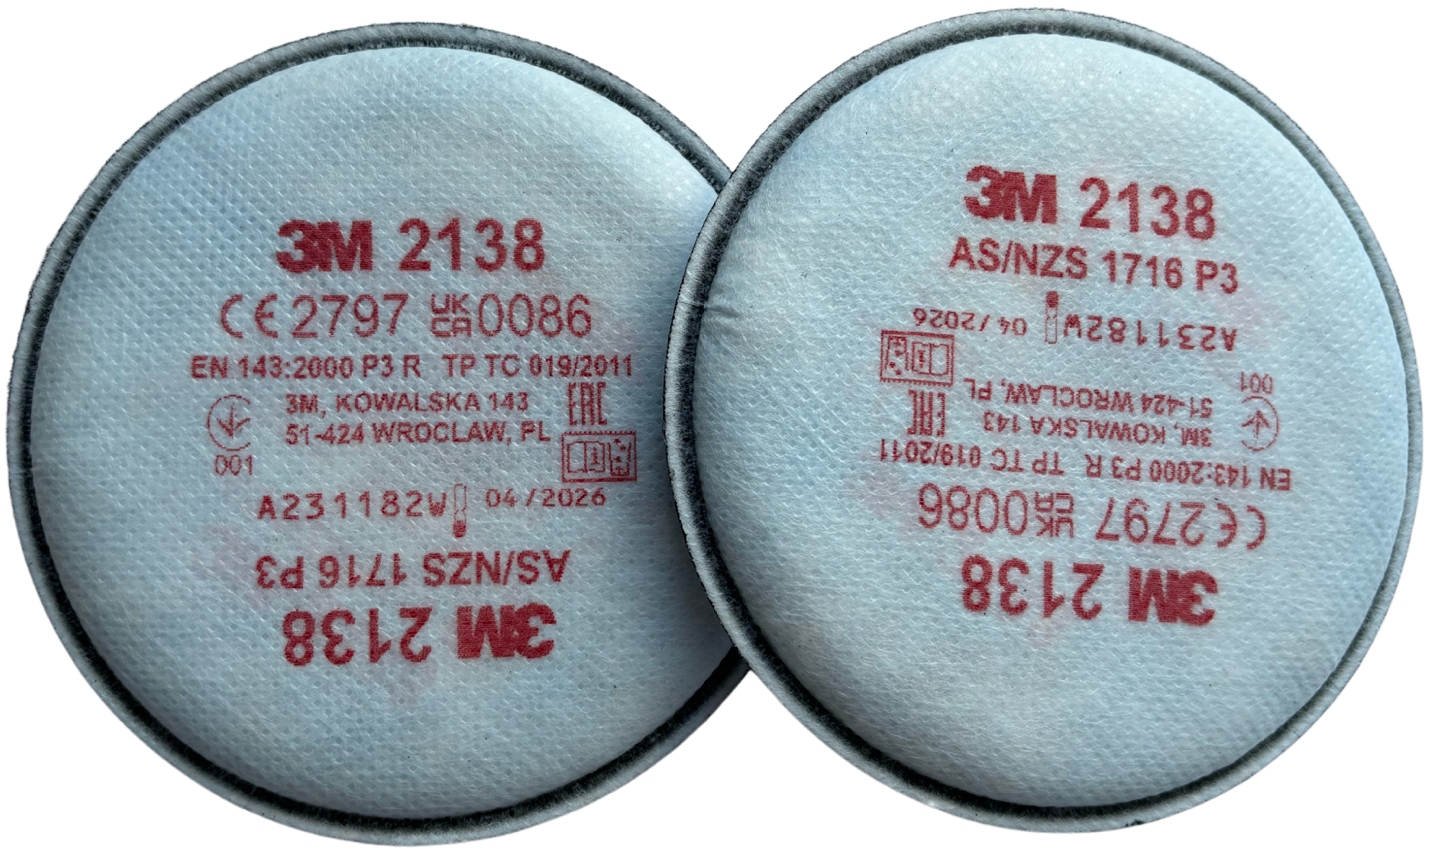 3M 2138
CE 2797 UKCA 0086
EN 143:2000 P3 R TP TC 019/2011
3M, KOWALSKA 143
51-424 WROCLAW, PL
EAC
001
i
A231182W 04/2026
AS/NZS 1716 P3
3M 2138
3M 2138
AS/NZS 1716 P3
A231182W 04/2026
i
001
51-424 WROCLAW, PL
3M, KOWALSKA 143
EAC
EN 143:2000 P3 R TP TC 019/2011
CE 2797 UKCA 0086
3M 2138